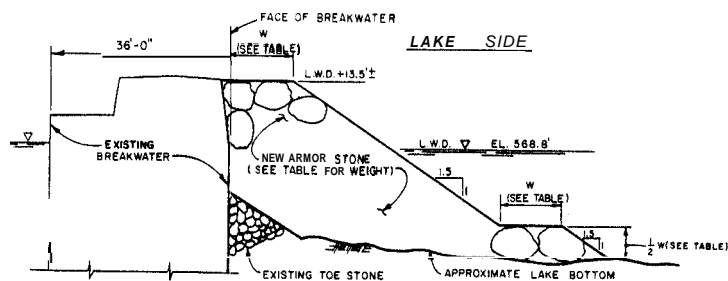 FACE OF BREAKWATER
36'-0"
W
(SEE TABLE)
LAKE SIDE
L.W.D. +13.5'±
EXISTING
BREAKWATER
NEW ARMOR STONE
(SEE TABLE FOR WEIGHT)
L.W.D. EL. 568.8'
1.5
1
W
(SEE TABLE)
1.5
1
½ W(SEE TABLE)
EXISTING TOE STONE
APPROXIMATE LAKE BOTTOM